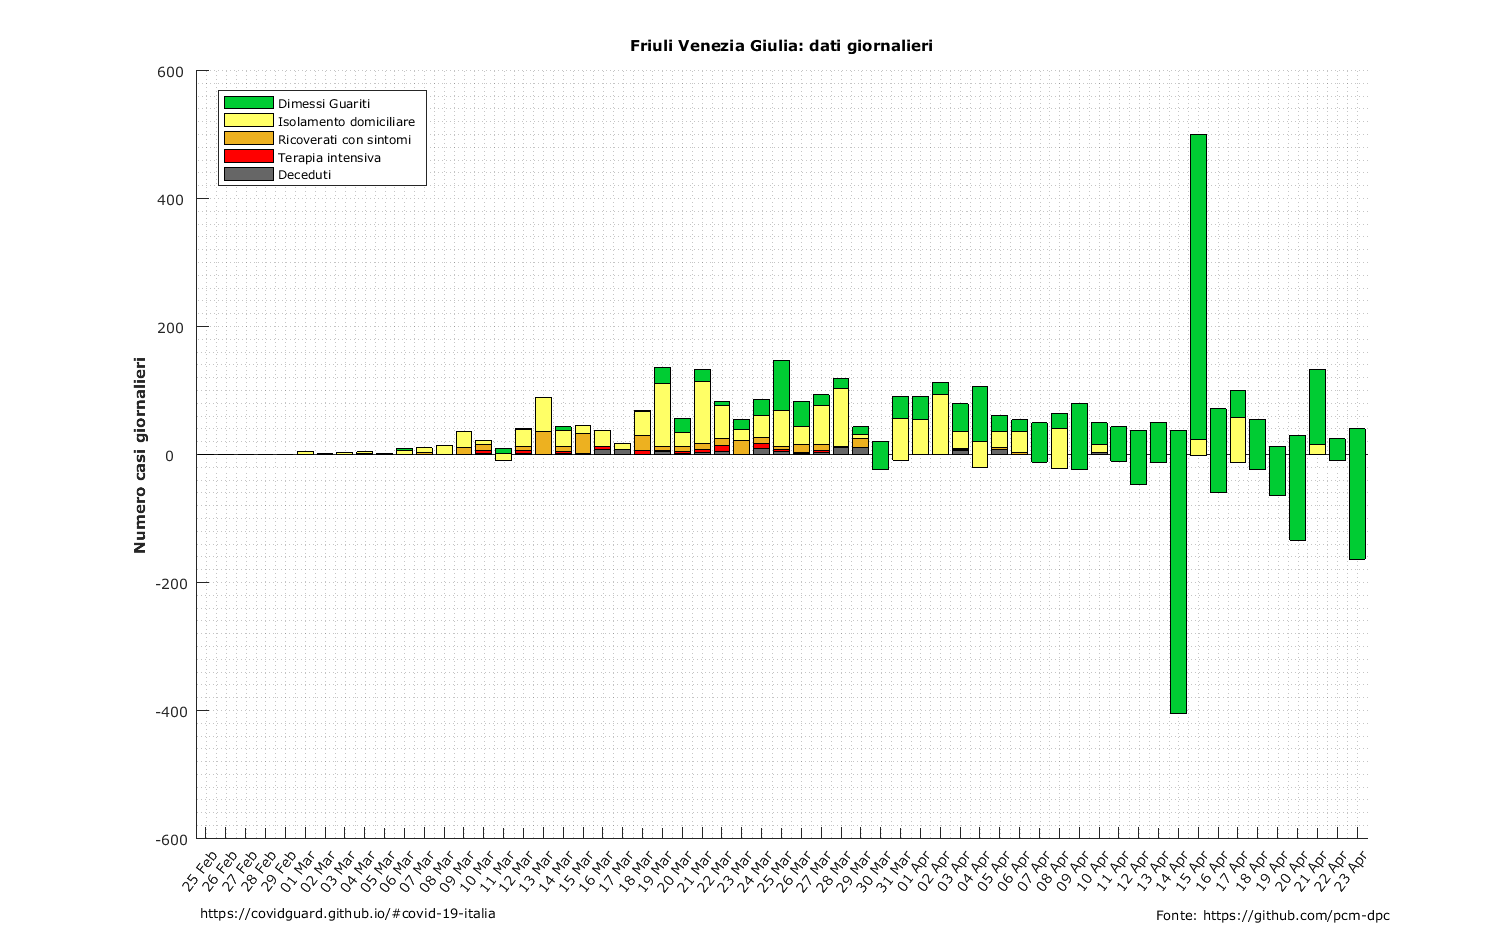 Friuli Venezia Giulia: dati giornalieri
600
400
200
0
-200
-400
-600
Numero casi giornalieri
Dimessi Guariti
Isolamento domiciliare
Ricoverati con sintomi
Terapia intensiva
Deceduti
25 Feb
26 Feb
27 Feb
28 Feb
29 Feb
01 Mar
02 Mar
03 Mar
04 Mar
05 Mar
06 Mar
07 Mar
08 Mar
09 Mar
10 Mar
11 Mar
12 Mar
13 Mar
14 Mar
15 Mar
16 Mar
17 Mar
18 Mar
19 Mar
20 Mar
21 Mar
22 Mar
23 Mar
24 Mar
25 Mar
26 Mar
27 Mar
28 Mar
29 Mar
30 Mar
31 Mar
01 Apr
02 Apr
03 Apr
04 Apr
05 Apr
06 Apr
07 Apr
08 Apr
09 Apr
10 Apr
11 Apr
12 Apr
13 Apr
14 Apr
15 Apr
16 Apr
17 Apr
18 Apr
19 Apr
20 Apr
21 Apr
22 Apr
23 Apr
https://covidguard.github.io/#covid-19-italia
Fonte: https://github.com/pcm-dpc